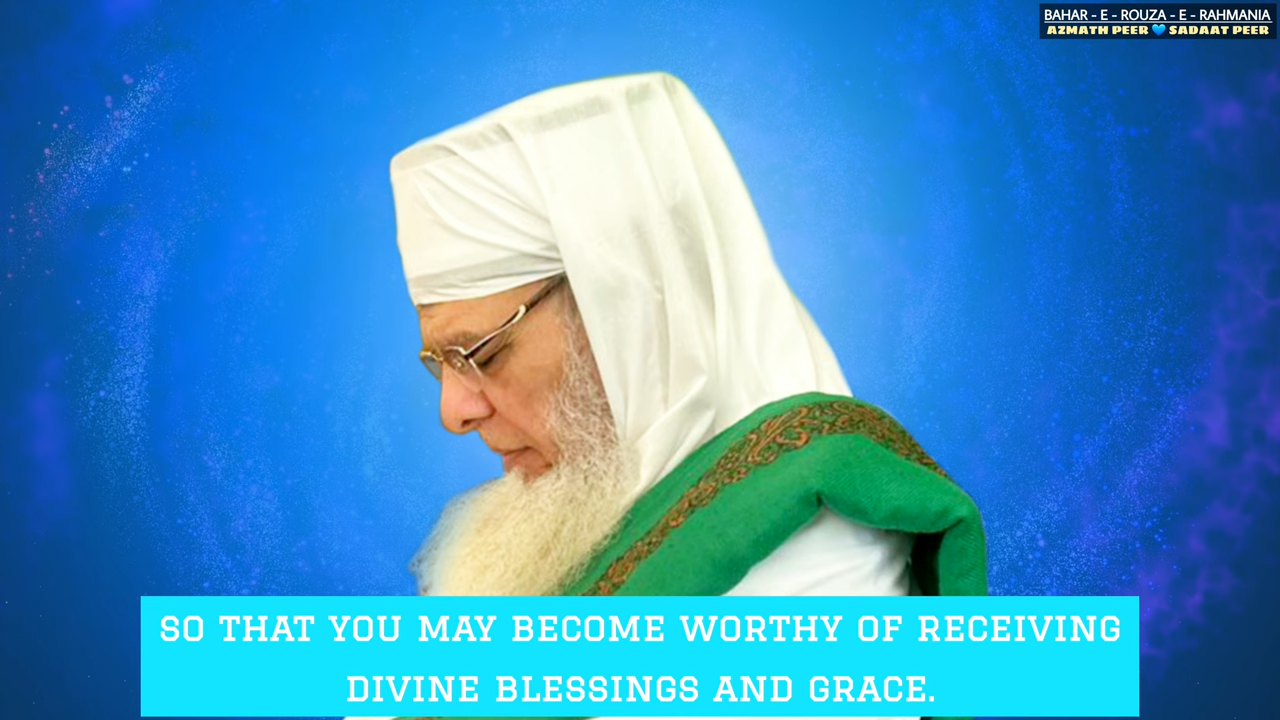 BAHAR - E - ROUZA - E - RAHMANIA
AZMATH PEER 💙 SADAAT PEER
SO THAT YOU MAY BECOME WORTHY OF RECEIVING
DIVINE BLESSINGS AND GRACE.